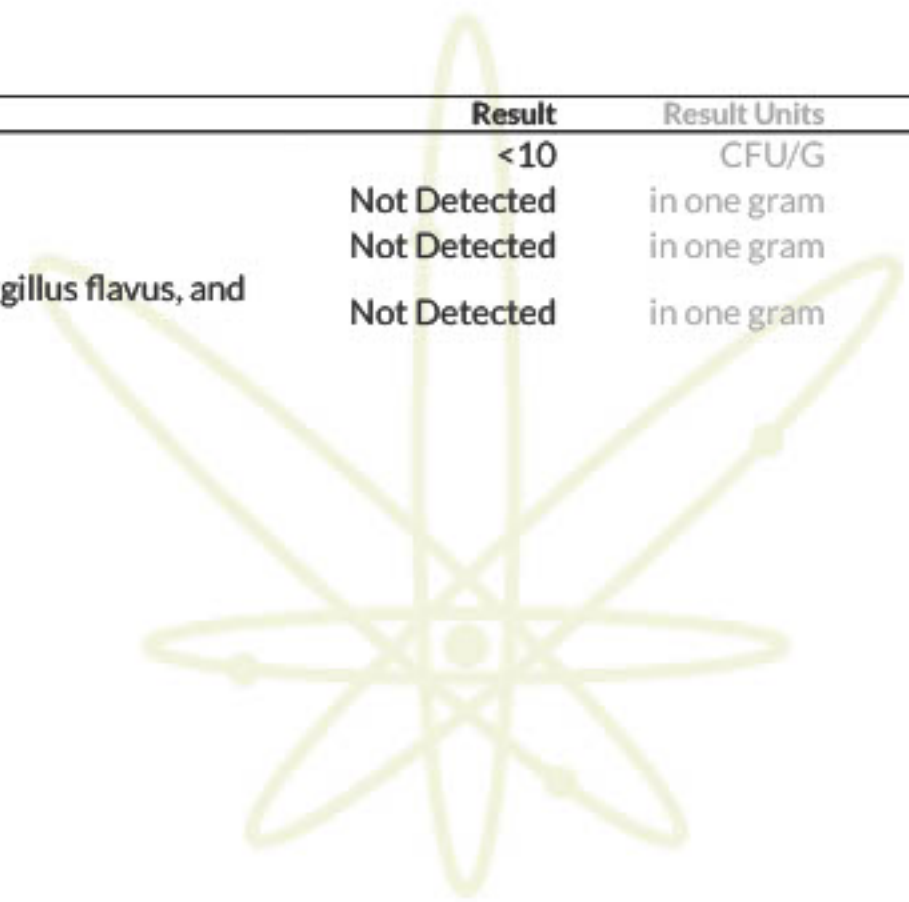 Result Result Units
<10 CFU/G
Not Detected in one gram
Not Detected in one gram
gillus flavus, and
Not Detected in one gram